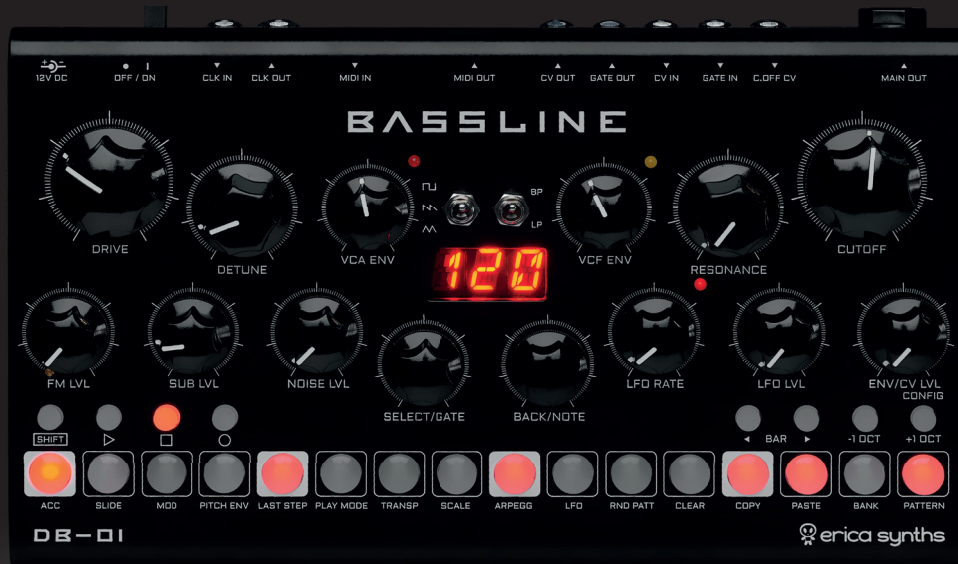 12V DC
OFF / ON
CLK IN
CLK OUT
MIDI IN
MIDI OUT
CV OUT
GATE OUT
CV IN
GATE IN
C.OFF CV
MAIN OUT
BASSLINE
BP
LP
DRIVE
DETUNE
VCA ENV
VCF ENV
RESONANCE
CUTOFF
120
FM LVL
SUB LVL
NOISE LVL
SELECT/GATE
BACK/NOTE
LFO RATE
LFO LVL
ENV/CV LVL
CONFIG
SHIFT
BAR
-1 OCT
+1 OCT
ACC
SLIDE
MOD
PITCH ENV
LAST STEP
PLAY MODE
TRANSP
SCALE
ARPEGG
LFO
RND PATT
CLEAR
COPY
PASTE
BANK
PATTERN
DB-01
erica synths